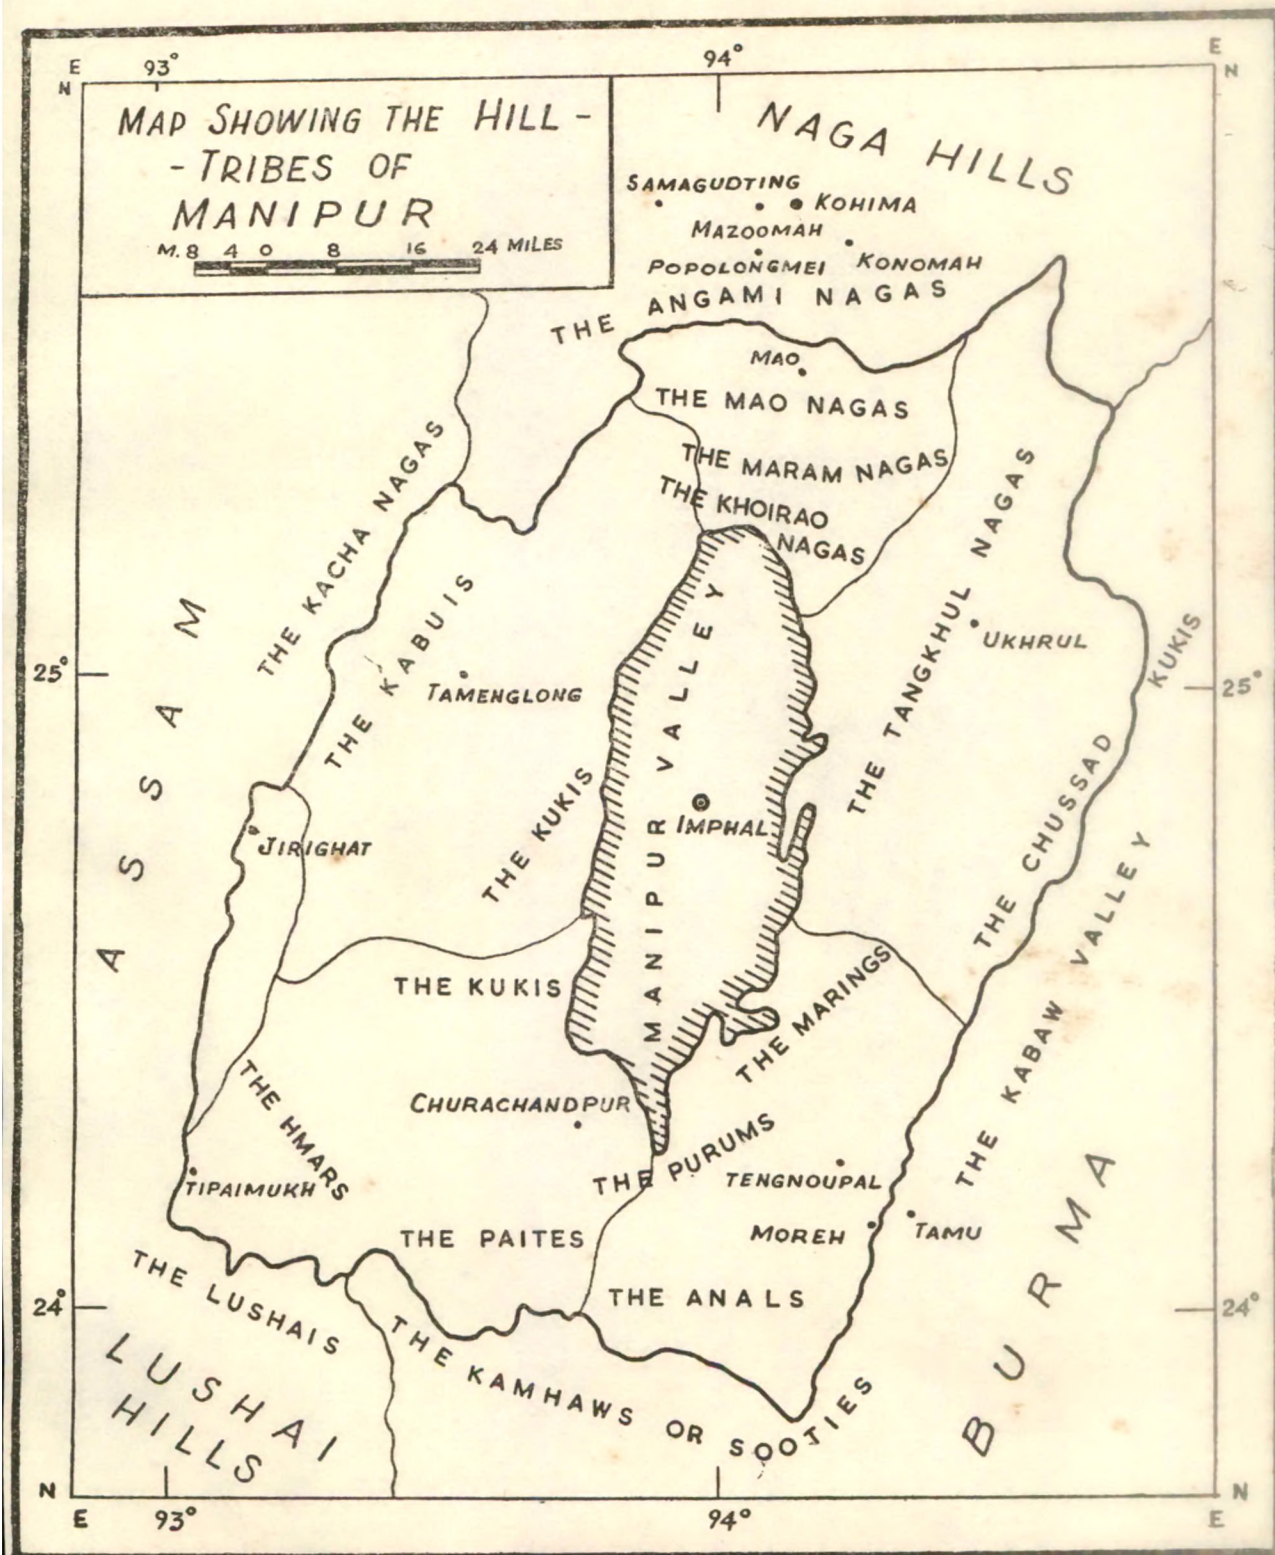 E
N
93°
94°
E
N
MAP SHOWING THE HILL -
- TRIBES OF
MANIPUR
M. 8 4 0 8 16 24 MILES
NAGA HILLS
SAMAGUDTING
KOHIMA
MAZOOMAH
POPOLONGMEI
KONOMAH
THE ANGAMI NAGAS
MAO
THE MAO NAGAS
THE MARAM NAGAS
THE KHOIRAO
NAGAS
THE KACHA NAGAS
THE KABUIS
THE TANGKHUL NAGAS
UKHRUL
KUKIS
ASSAM
25°
25°
TAMENGLONG
MANIPUR VALLEY
THE KUKIS
IMPHAL
JIRIGHAT
THE CHUSSAD
THE KABAW VALLEY
THE KUKIS
THE MARINGS
THE HMARS
CHURACHANDPUR
THE PURUMS
TENGNOUPAL
TIPAIMUKH
MOREH
TAMU
BURMA
THE PAITES
THE ANALS
24°
24°
THE LUSHAIS
LUSHAI
HILLS
THE KAMHAWS OR SOOTIES
N
E
93°
94°
N
E